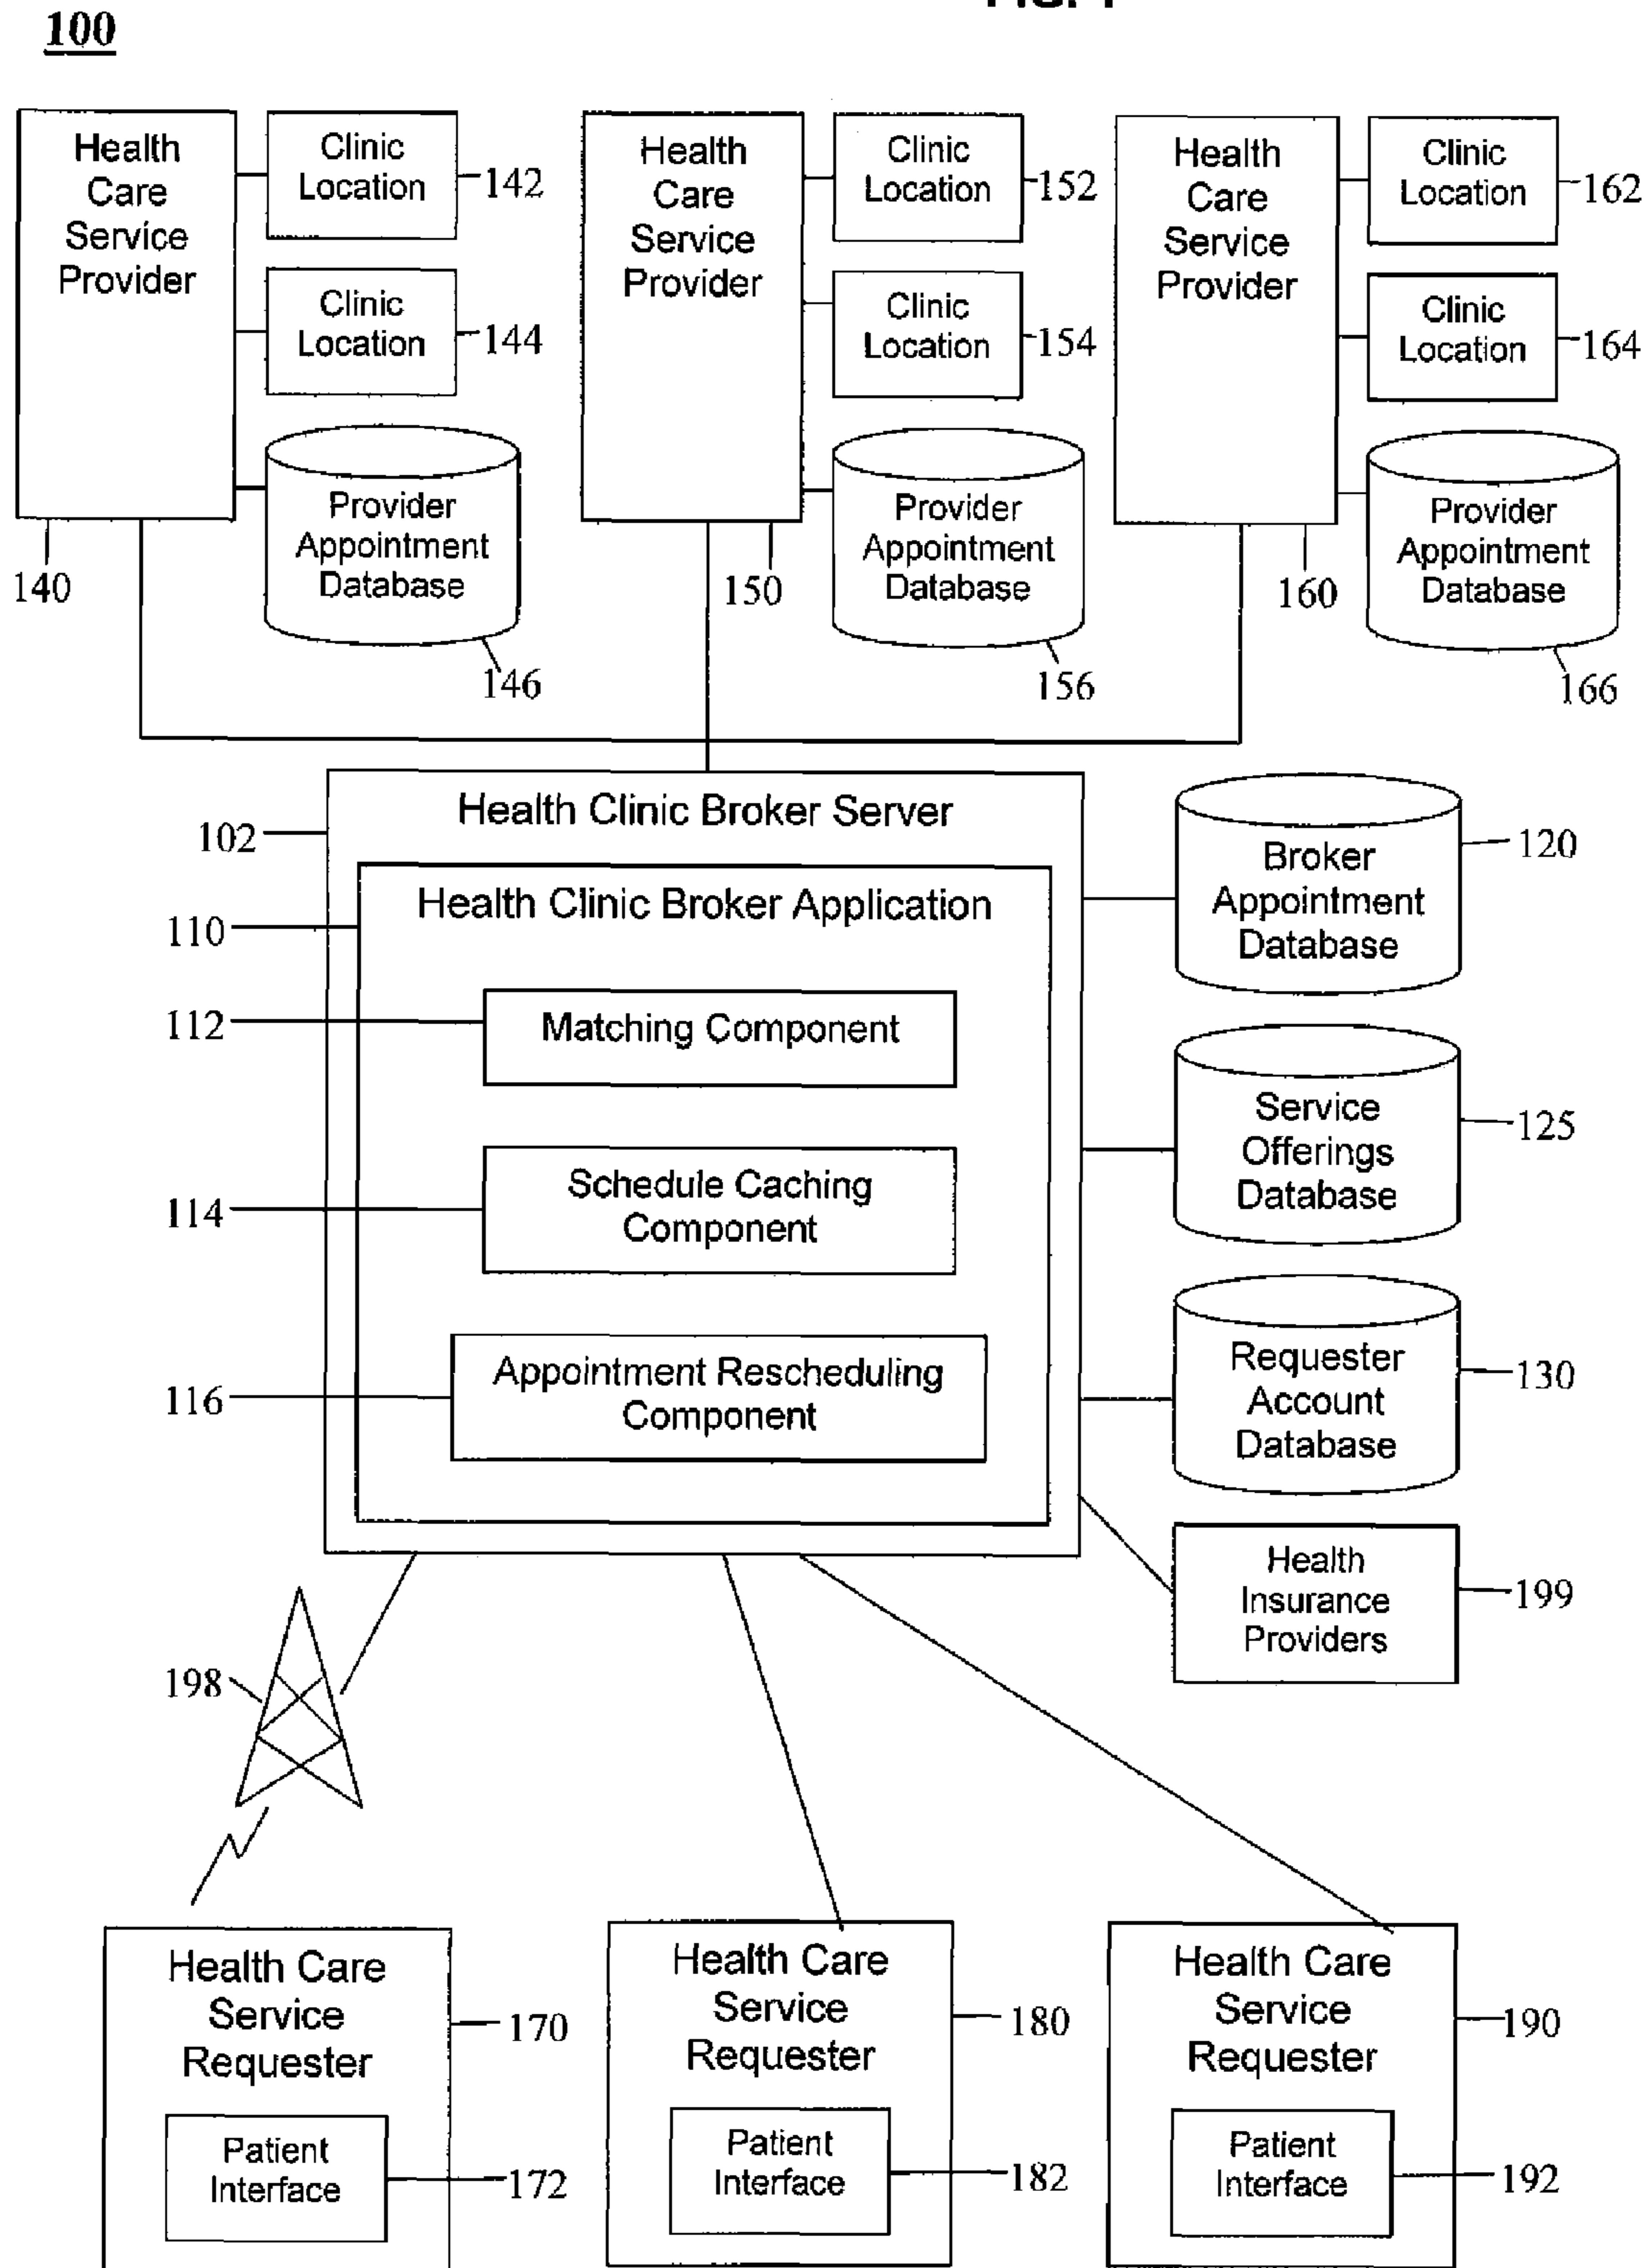 100
Health
Care
Service
Provider
Clinic
Location
142
Clinic
Location
144
Provider
Appointment
Database
140
146
Health
Care
Service
Provider
Clinic
Location
152
Clinic
Location
154
Provider
Appointment
Database
150
156
Health
Care
Service
Provider
Clinic
Location
162
Clinic
Location
164
Provider
Appointment
Database
160
166
Health Clinic Broker Server
102
Health Clinic Broker Application
110
Matching Component
112
Schedule Caching
Component
114
Appointment Rescheduling
Component
116
Broker
Appointment
Database
120
Service
Offerings
Database
125
Requester
Account
Database
130
Health
Insurance
Providers
199
198
Health Care
Service
Requester
170
Patient
Interface
172
Health Care
Service
Requester
180
Patient
Interface
182
Health Care
Service
Requester
190
Patient
Interface
192